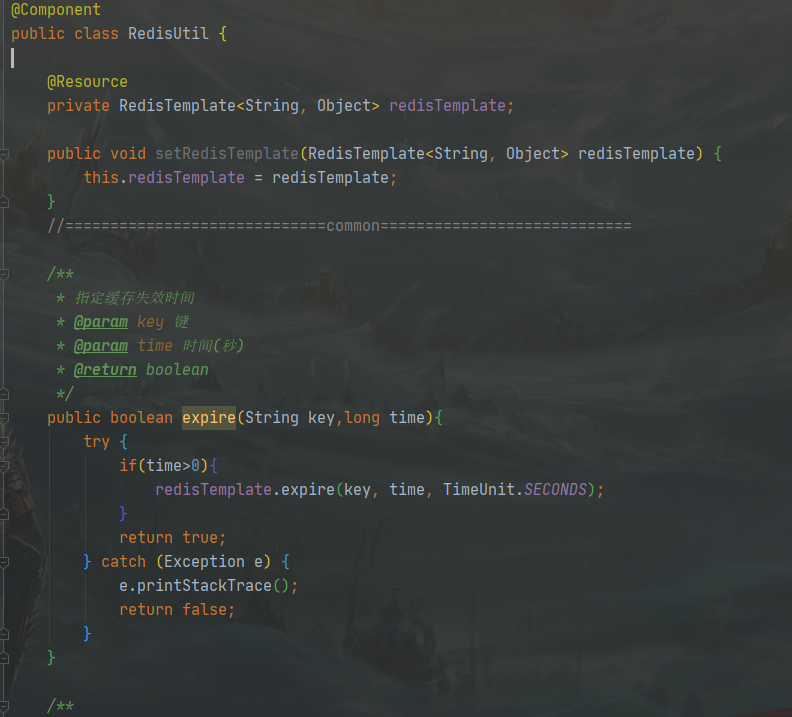 @Component
public class RedisUtil {
@Resource
private RedisTemplate<String, Object> redisTemplate;
public void setRedisTemplate(RedisTemplate<String, Object> redisTemplate) {
this.redisTemplate = redisTemplate;
}
//=============================common============================
/**
* 指定缓存失效时间
* @param key 键
* @param time 时间(秒)
* @return boolean
*/
public boolean expire(String key,long time){
try {
if(time>0){
redisTemplate.expire(key, time, TimeUnit.SECONDS);
}
return true;
} catch (Exception e) {
e.printStackTrace();
return false;
}
}
/**